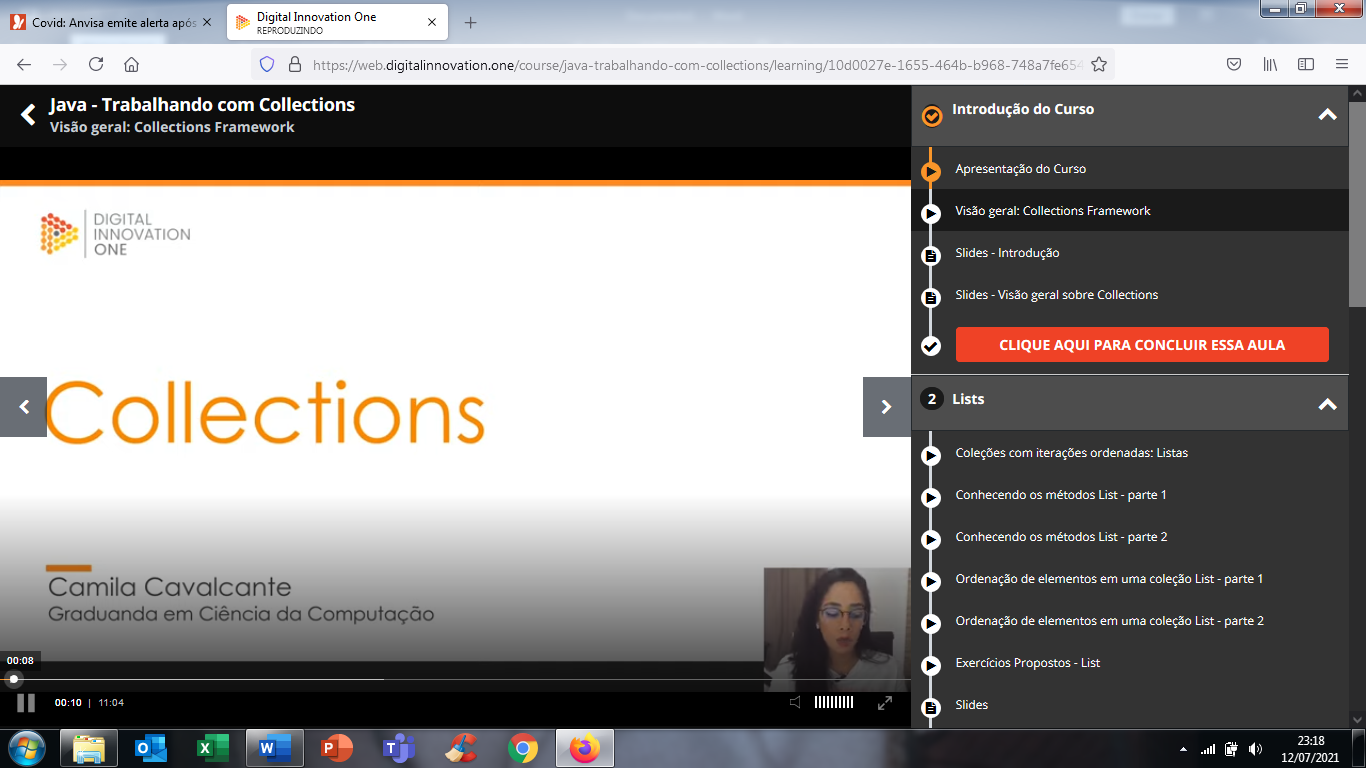 Covid: Anvisa emite alerta após
Digital Innovation One
REPRODUZINDO
https://web.digitalinnovation.one/course/java-trabalhando-com-collections/learning/10d0027e-1655-464b-b968-748a7fe654
Java - Trabalhando com Collections
Visão geral: Collections Framework
DIGITAL
INNOVATION
ONE
Collections
Camila Cavalcante
Graduanda em Ciência da Computação
00:08
00:10 | 11:04
Introdução do Curso
Apresentação do Curso
Visão geral: Collections Framework
Slides - Introdução
Slides - Visão geral sobre Collections
CLIQUE AQUI PARA CONCLUIR ESSA AULA
2 Lists
Coleções com iterações ordenadas: Listas
Conhecendo os métodos List - parte 1
Conhecendo os métodos List - parte 2
Ordenação de elementos em uma coleção List - parte 1
Ordenação de elementos em uma coleção List - parte 2
Exercícios Propostos - List
Slides
23:18
12/07/2021